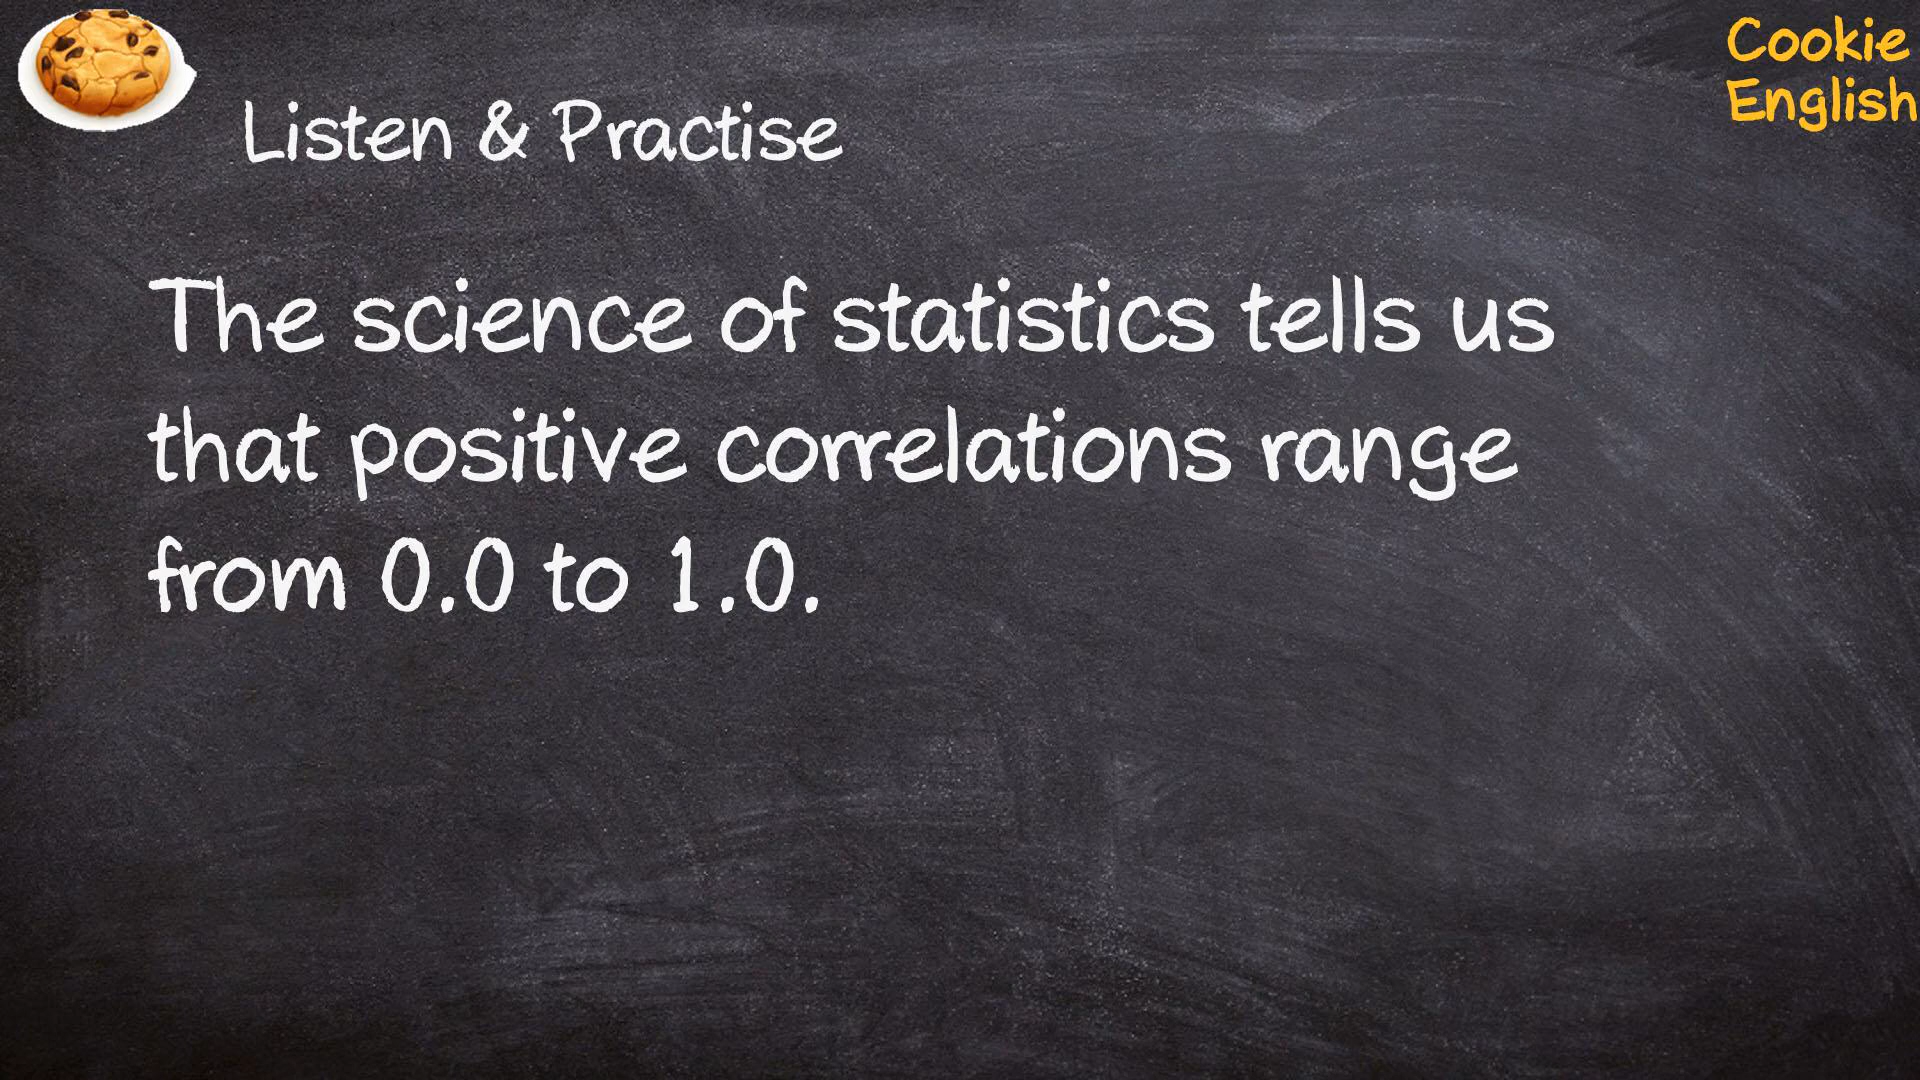 Cookie
English
Listen & Practise
The science of statistics tells us
that positive correlations range
from 0.0 to 1.0.